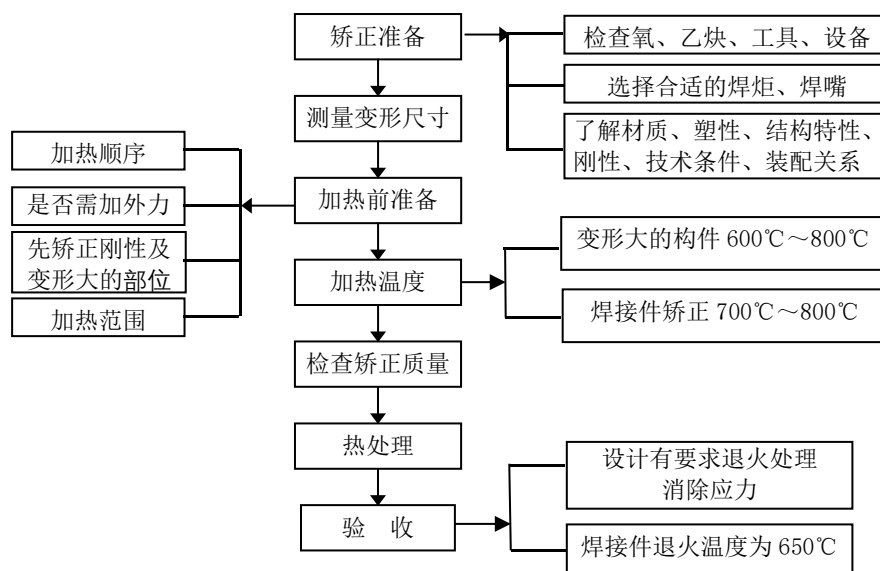 矫正准备
检查氧、乙炔、工具、设备
选择合适的焊炬、焊嘴
了解材质、塑性、结构特性、
刚性、技术条件、装配关系
测量变形尺寸
加热前准备
加热顺序
是否需加外力
先矫正刚性及
变形大的部位
加热范围
加热温度
变形大的构件 600℃～800℃
焊接件矫正 700℃～800℃
检查矫正质量
热处理
验 收
设计有要求退火处理
消除应力
焊接件退火温度为 650℃